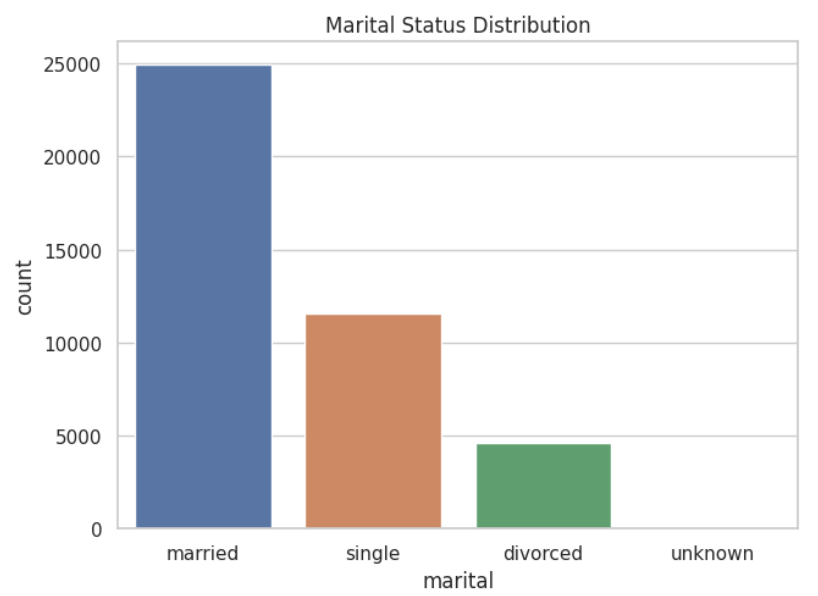 Marital Status Distribution
25000
20000
15000
10000
5000
0
count
married single divorced unknown
marital